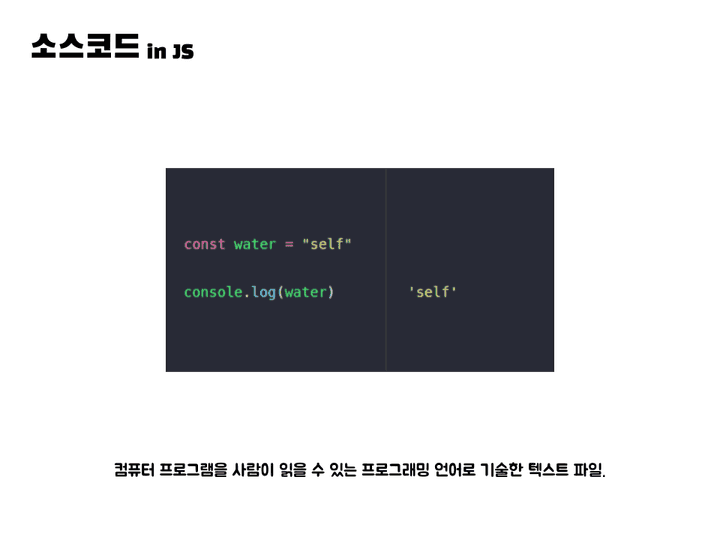 소스코드 in JS
const water = "self"
console.log(water) 'self'
컴퓨터 프로그램을 사람이 읽을 수 있는 프로그래밍 언어로 기술한 텍스트 파일.